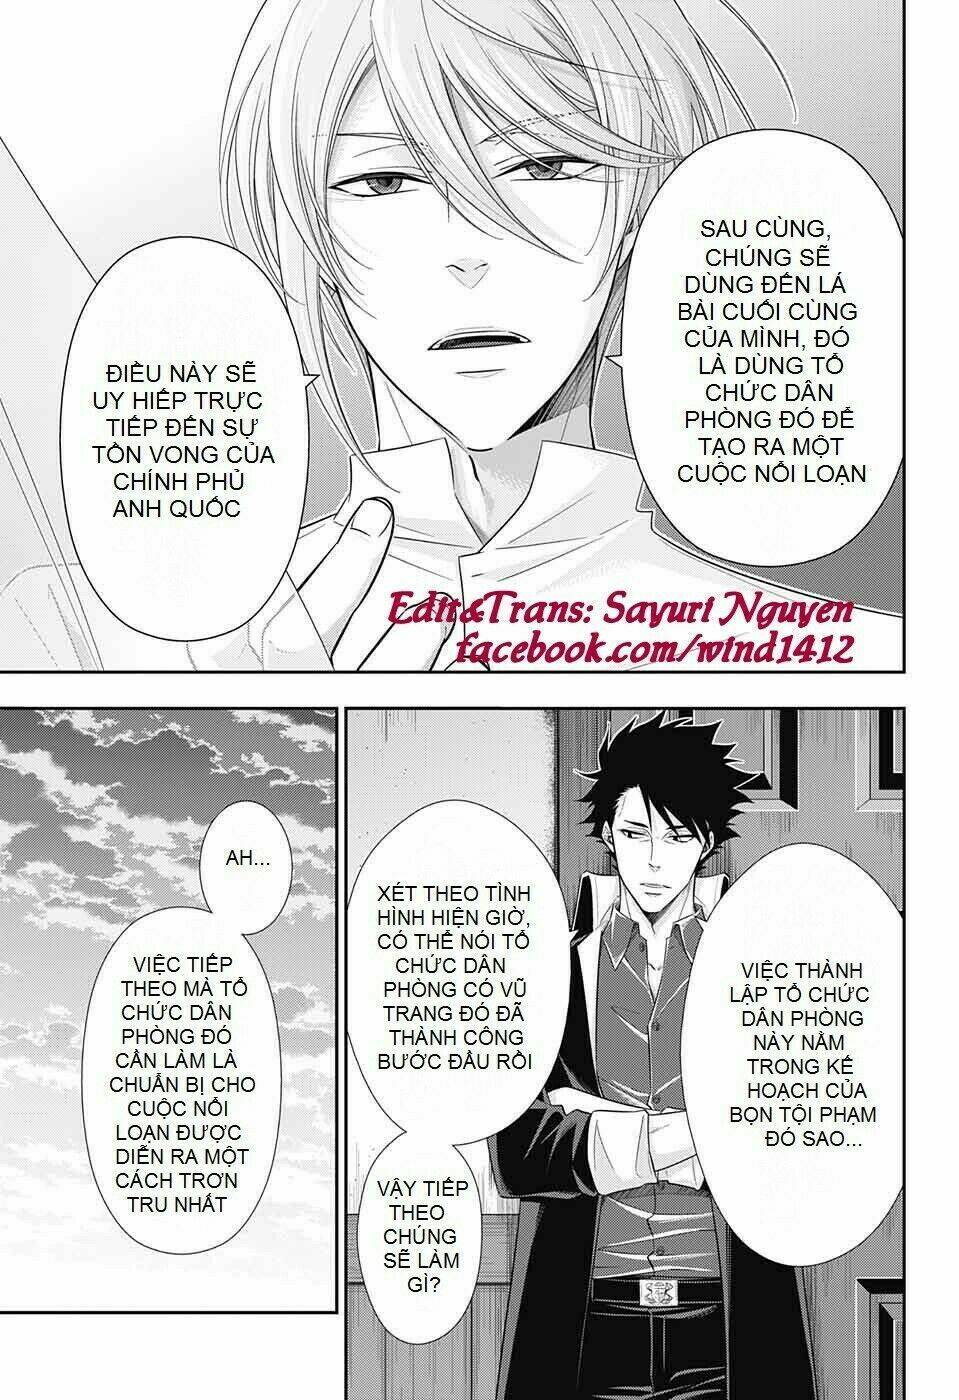 SAU CÙNG,
CHÚNG SẼ
DÙNG ĐẾN LÁ
BÀI CUỐI CÙNG
CỦA MÌNH, ĐÓ
LÀ DÙNG TỔ
CHỨC DÂN
PHÒNG ĐÓ ĐỂ
TẠO RA MỘT
CUỘC NỔI LOẠN
ĐIỀU NÀY SẼ
UY HIẾP TRỰC
TIẾP ĐẾN SỰ
TỒN VONG CỦA
CHÍNH PHỦ
ANH QUỐC
Edit&Trans: Sayuri Nguyen
facebook.com/wind1412
VIỆC THÀNH
LẬP TỔ CHỨC
DÂN PHÒNG
NÀY NẰM
TRONG KẾ
HOẠCH CỦA
BỌN TỘI PHẠM
ĐÓ SAO...
XÉT THEO TÌNH
HÌNH HIỆN GIỜ,
CÓ THỂ NÓI TỔ
CHỨC DÂN
PHÒNG CÓ VŨ
TRANG ĐÓ ĐÃ
THÀNH CÔNG
BƯỚC ĐẦU RỒI
VẬY TIẾP
THEO
CHÚNG
SẼ LÀM
GÌ?
AH...
VIỆC TIẾP
THEO MÀ TỔ
CHỨC DÂN
PHÒNG ĐÓ
CẦN LÀM LÀ
CHUẨN BỊ CHO
CUỘC NỔI
LOẠN ĐƯỢC
DIỄN RA MỘT
CÁCH TRƠN
TRU NHẤT